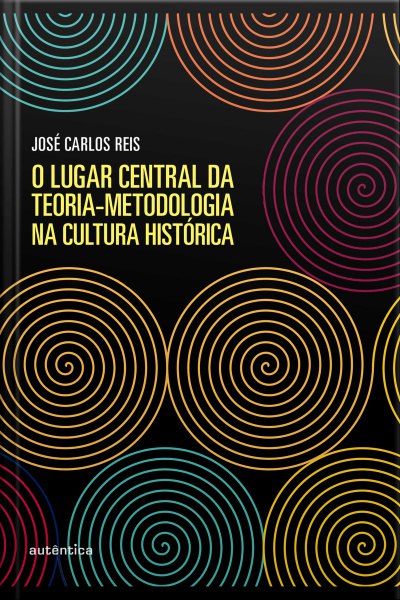 JOSÉ CARLOS REIS
O LUGAR CENTRAL DA
TEORIA-METODOLOGIA
NA CULTURA HISTÓRICA
autêntica